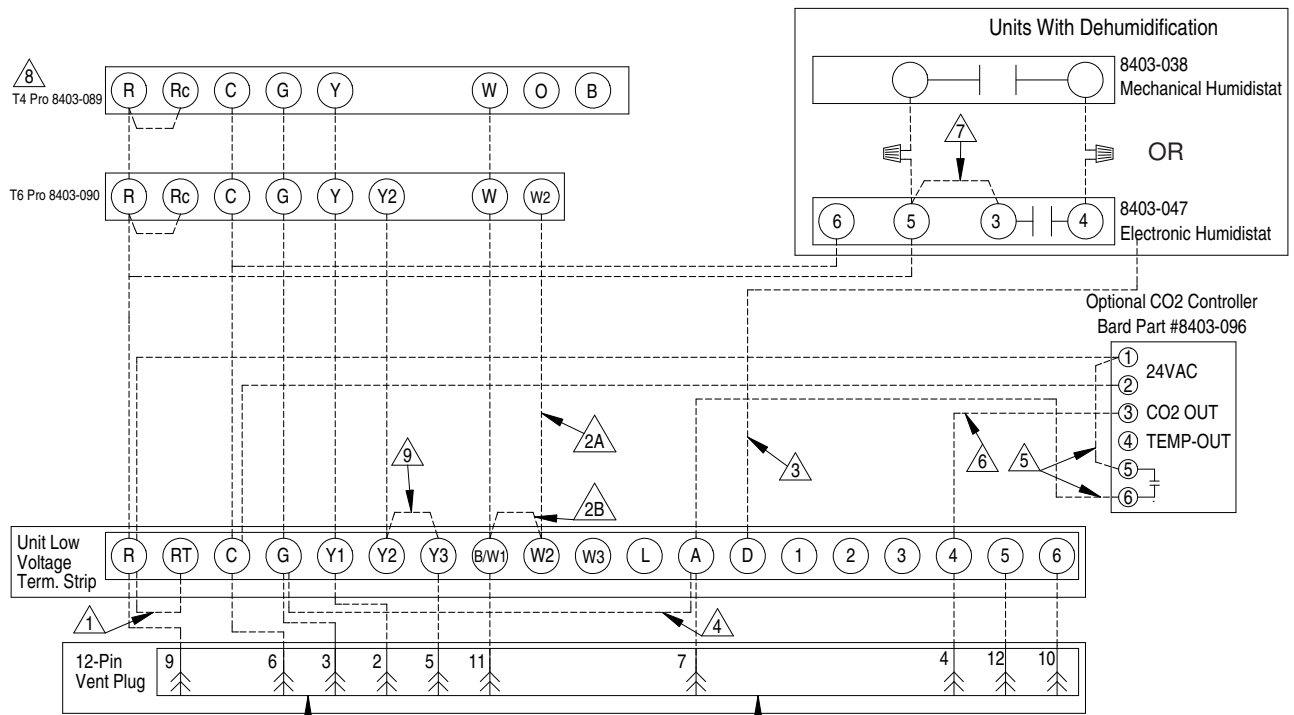 Units With Dehumidification
8403-038
Mechanical Humidistat
8
T4 Pro 8403-089
R Rc C G Y W O B
7
OR
T6 Pro 8403-090
R Rc C G Y Y2 W W2
6 5 3 4
8403-047
Electronic Humidistat
Optional CO2 Controller
Bard Part #8403-096
1
24VAC
2
3 CO2 OUT
4 TEMP-OUT
5
6
2A
9
3
6
5
2B
Unit Low
Voltage
Term. Strip
R RT C G Y1 Y2 Y3 B/W1 W2 W3 L A D 1 2 3 4 5 6
1
4
12-Pin
Vent Plug
9 6 3 2 5 11 7 4 12 10